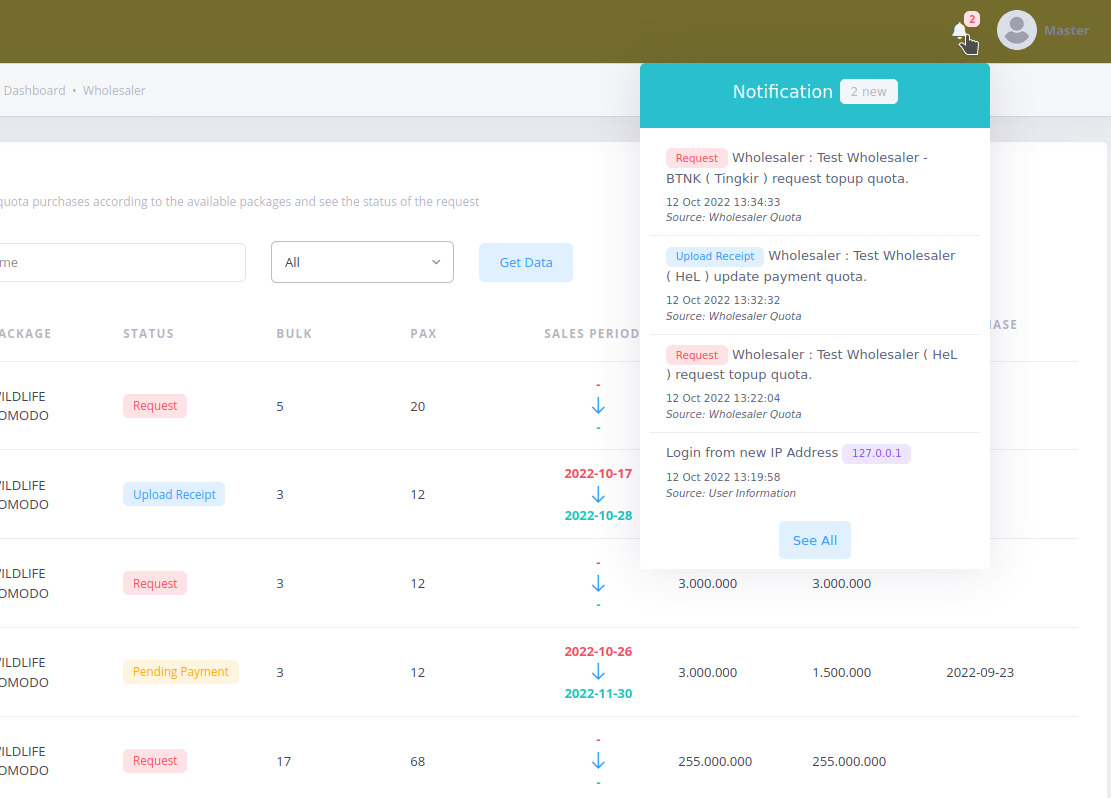 2
Master
Dashboard • Wholesaler
Notification 2 new
Request Wholesaler : Test Wholesaler -
BTNK ( Tingkir ) request topup quota.
12 Oct 2022 13:34:33
Source: Wholesaler Quota
Upload Receipt Wholesaler : Test Wholesaler
( HeL ) update payment quota.
12 Oct 2022 13:32:32
Source: Wholesaler Quota
Request Wholesaler : Test Wholesaler ( HeL
) request topup quota.
12 Oct 2022 13:22:04
Source: Wholesaler Quota
Login from new IP Address 127.0.0.1
12 Oct 2022 13:19:58
Source: User Information
See All
quota purchases according to the available packages and see the status of the request
me
All
Get Data
ACKAGE STATUS BULK PAX SALES PERIOD ASE
ILDLIFE
OMODO
Request 5 20 -
-
ILDLIFE
OMODO
Upload Receipt 3 12 2022-10-17
2022-10-28
ILDLIFE
OMODO
Request 3 12 -
-
3.000.000 3.000.000
ILDLIFE
OMODO
Pending Payment 3 12 2022-10-26
2022-11-30
3.000.000 1.500.000 2022-09-23
ILDLIFE
OMODO
Request 17 68 -
-
255.000.000 255.000.000